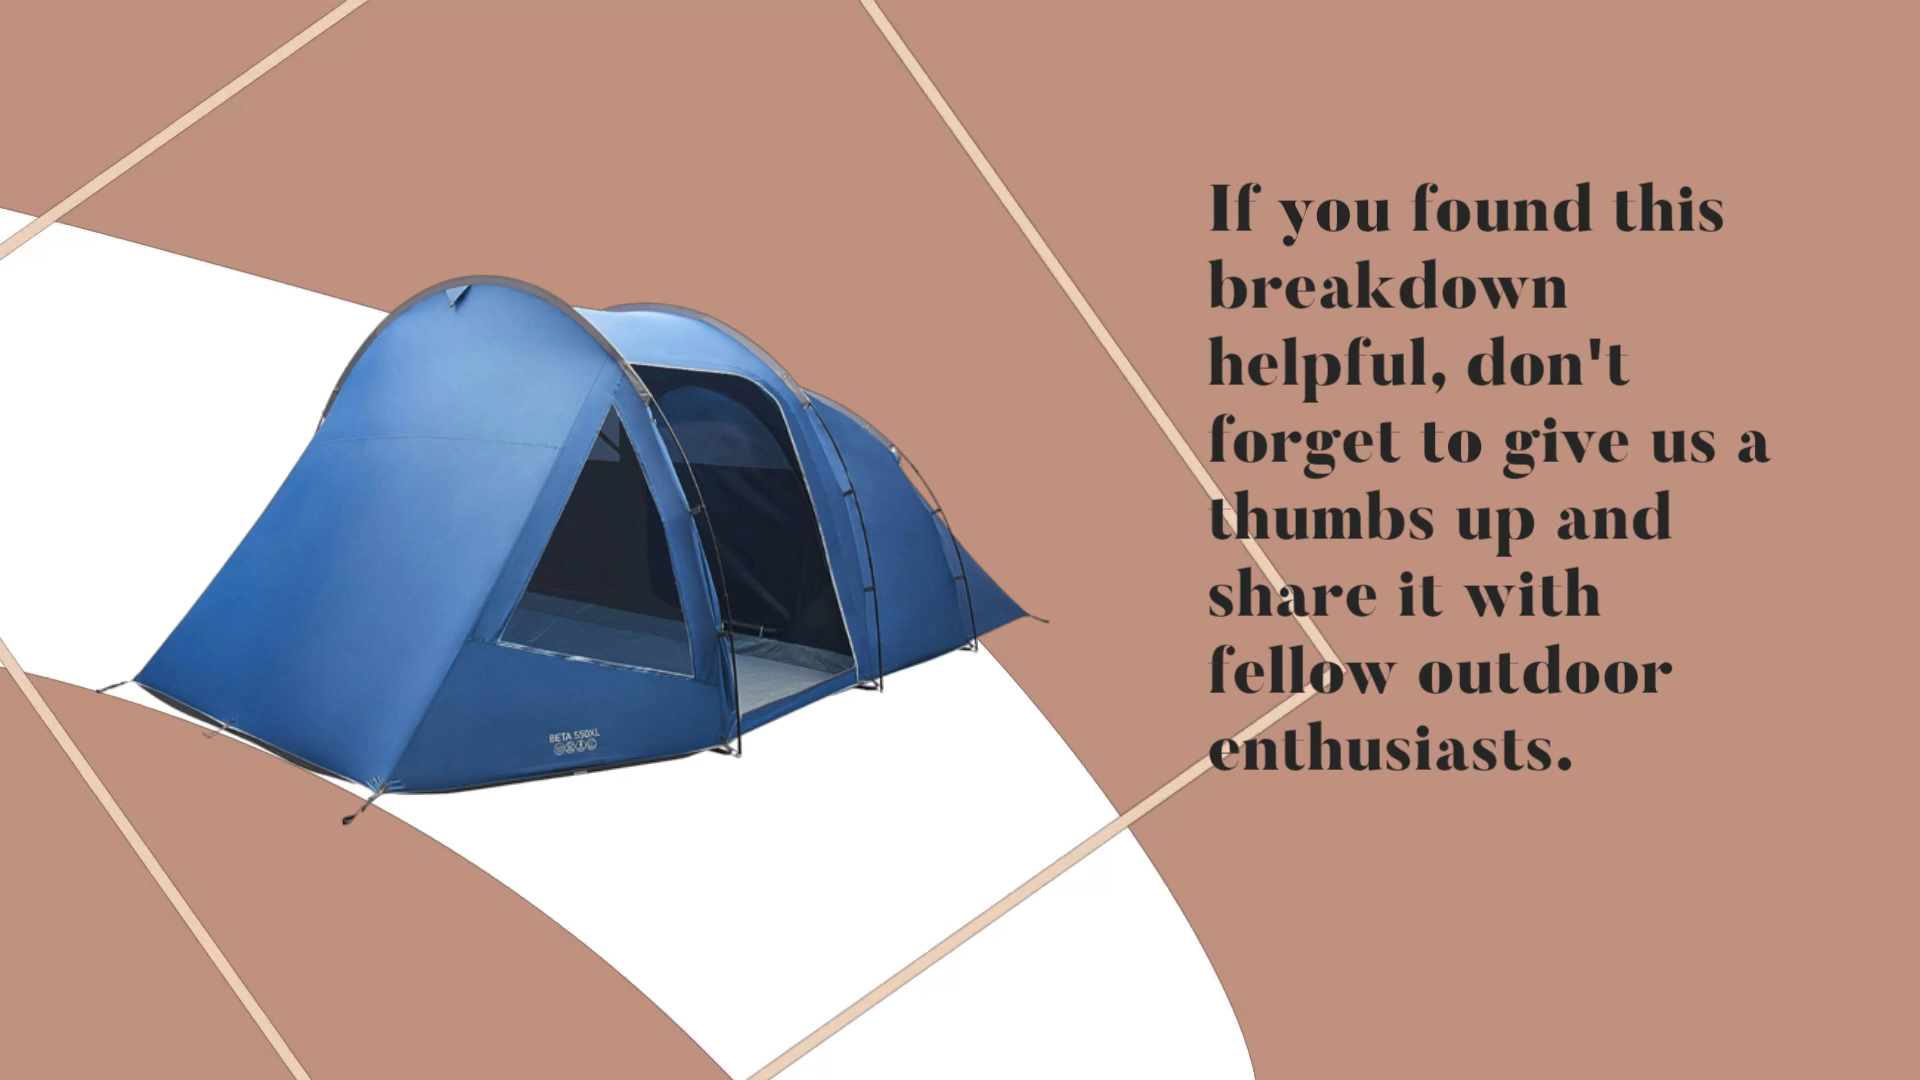 If you found this
breakdown
helpful, don't
forget to give us a
thumbs up and
share it with
fellow outdoor
enthusiasts.
BETA 550XL